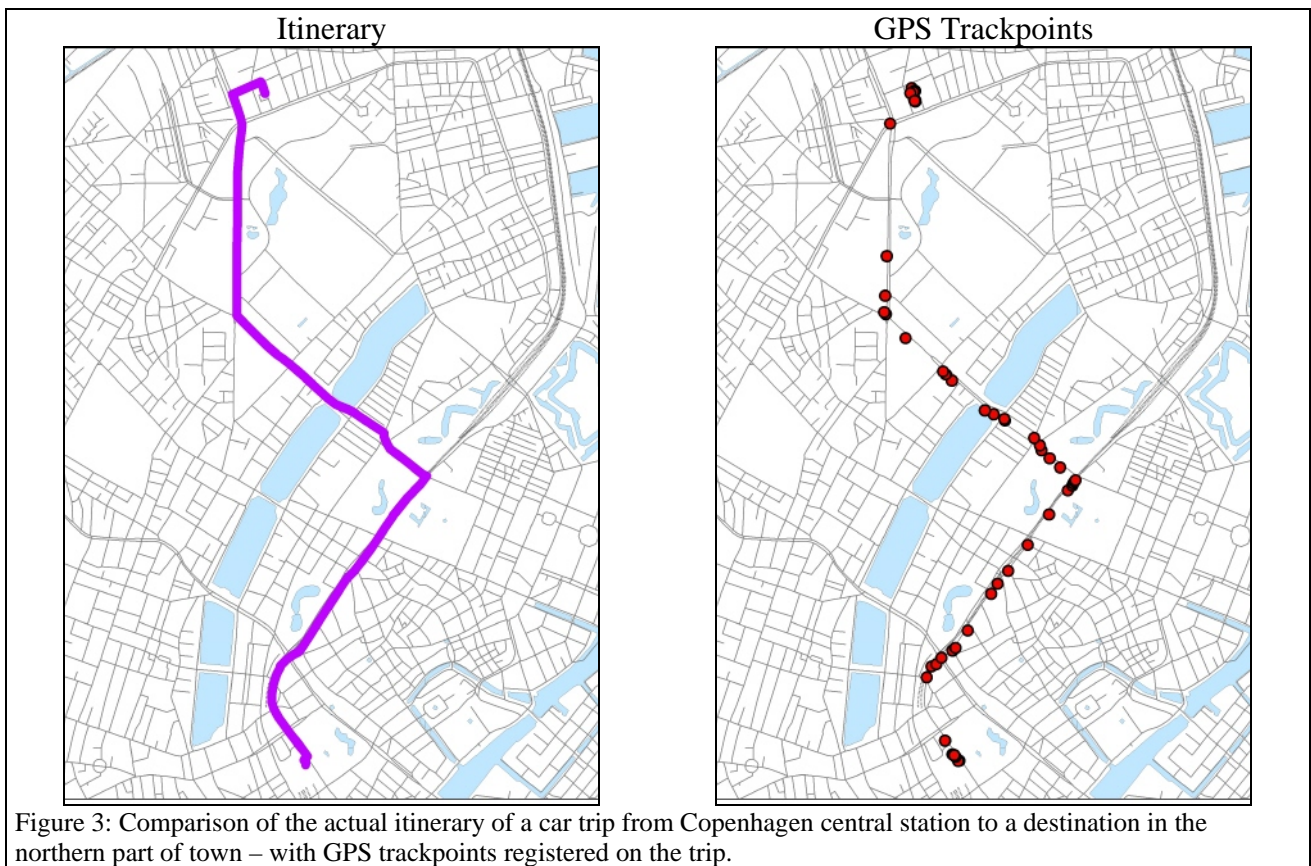 Itinerary
GPS Trackpoints
Figure 3: Comparison of the actual itinerary of a car trip from Copenhagen central station to a destination in the
northern part of town – with GPS trackpoints registered on the trip.